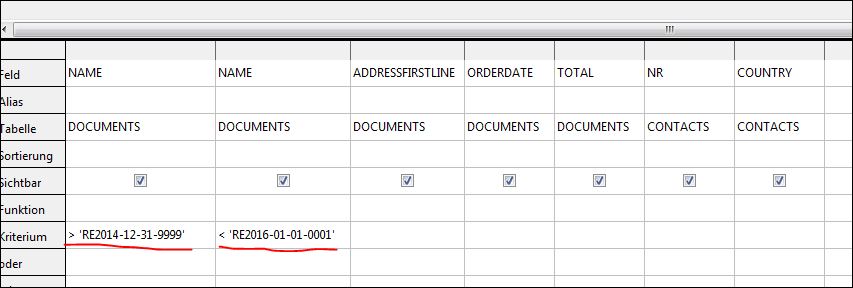 Feld NAME NAME ADDRESSFIRSTLINE ORDERDATE TOTAL NR COUNTRY
Alias
Tabelle DOCUMENTS DOCUMENTS DOCUMENTS DOCUMENTS DOCUMENTS CONTACTS CONTACTS
Sortierung
Sichtbar
Funktion
Kriterium > 'RE2014-12-31-9999' < 'RE2016-01-01-0001'
oder